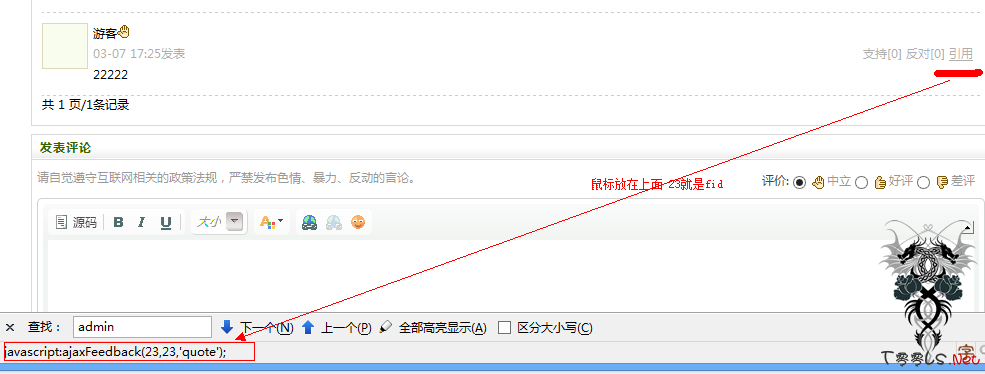 游客
03-07 17:25发表
支持[0] 反对[0] 引用
22222
共 1 页/1条记录
发表评论
请自觉遵守互联网相关的政策法规，严禁发布色情、暴力、反动的言论。
鼠标放在上面 23就是fid
评价: 中立 好评 差评
源码 B I U 大小 A
× 查找： admin 下一个(N) 上一个(P) 全部高亮显示(A) 区分大小写(C)
javascript:ajaxFeedback(23,23,'quote');
字
T00LS.Net